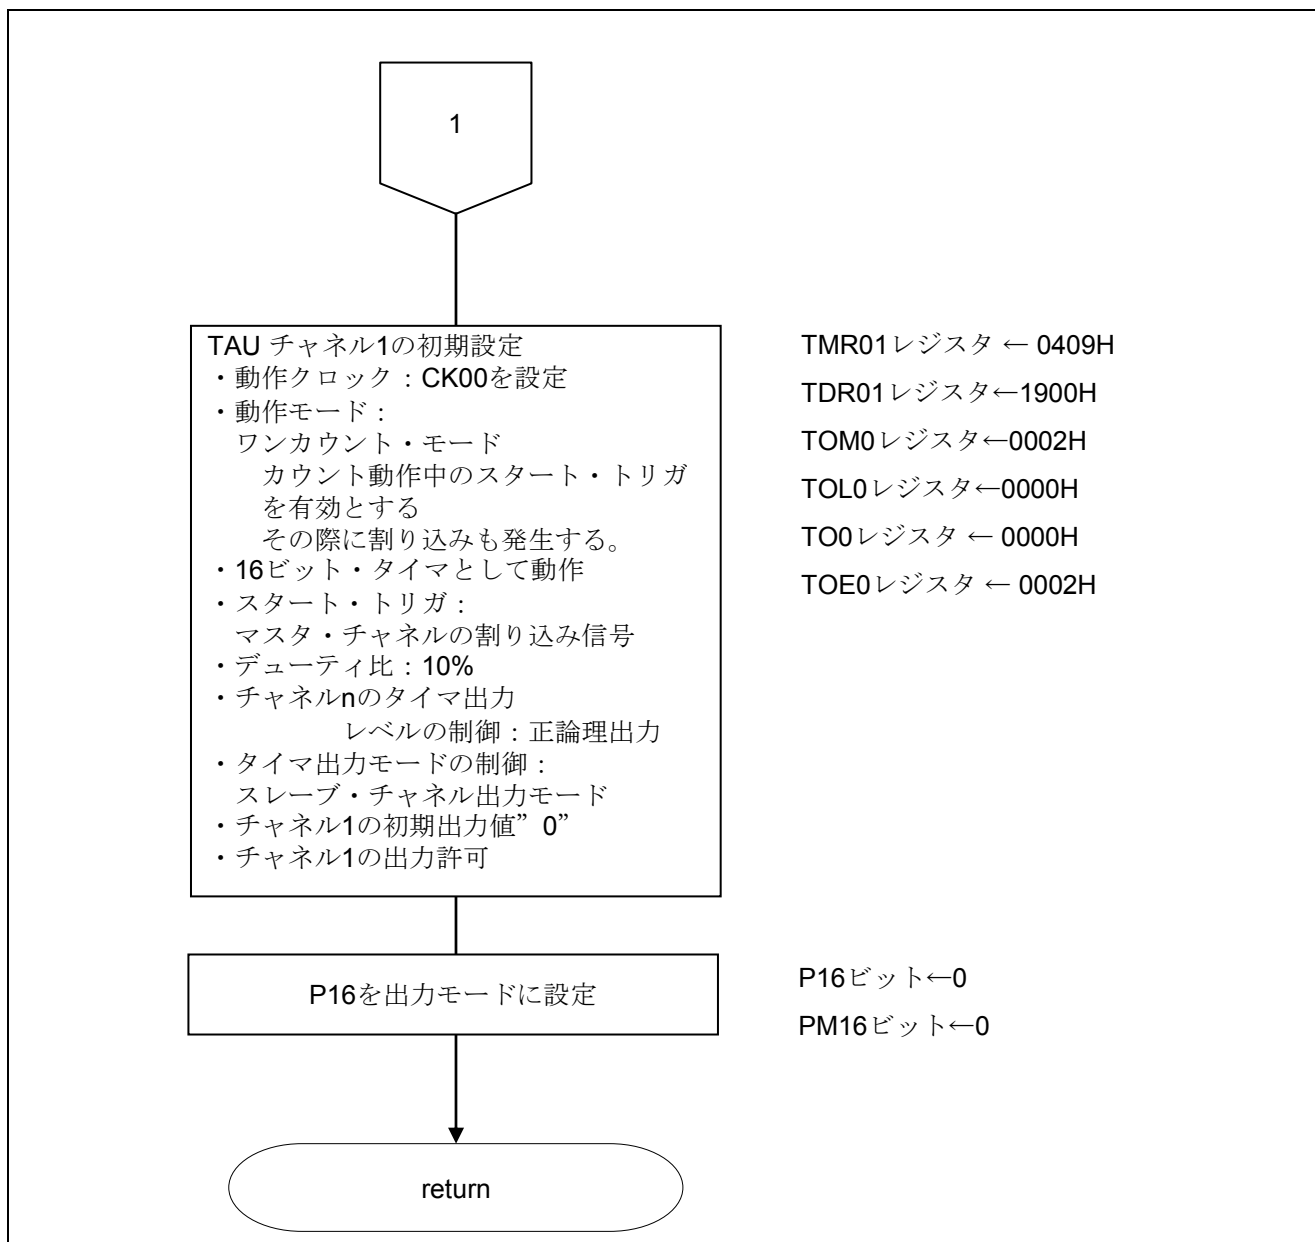 1
TAU チャネル1の初期設定
・動作クロック：CK00を設定
・動作モード：
ワンカウント・モード
カウント動作中のスタート・トリガ
を有効とする
その際に割り込みも発生する。
・16ビット・タイマとして動作
・スタート・トリガ：
マスタ・チャネルの割り込み信号
・デューティ比：10%
・チャネルnのタイマ出力
レベルの制御：正論理出力
・タイマ出力モードの制御：
スレーブ・チャネル出力モード
・チャネル1の初期出力値”0”
・チャネル1の出力許可
TMR01レジスタ ← 0409H
TDR01レジスタ←1900H
TOM0レジスタ←0002H
TOL0レジスタ←0000H
TO0レジスタ ← 0000H
TOE0レジスタ ← 0002H
P16を出力モードに設定
P16ビット←0
PM16ビット←0
return